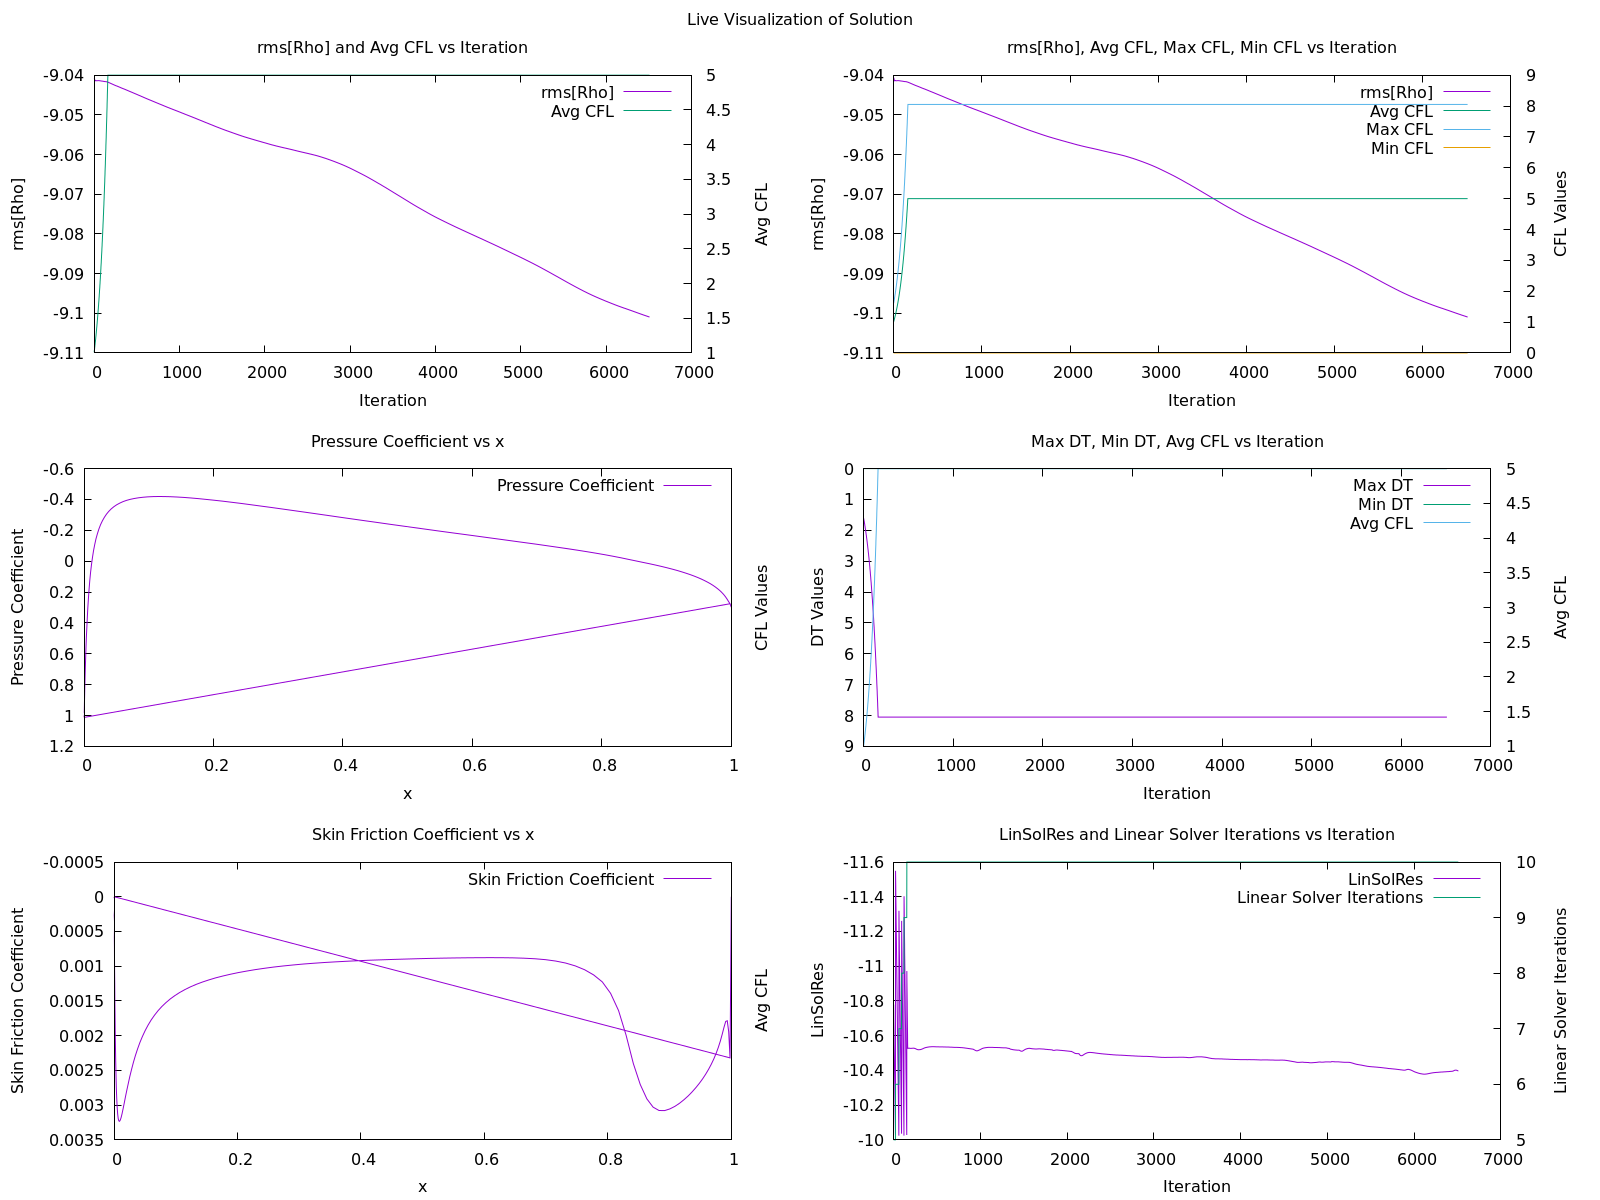 Live Visualization of Solution
rms[Rho] and Avg CFL vs Iteration
-9.04
-9.05
-9.06
-9.07
-9.08
-9.09
-9.1
-9.11
rms[Rho]
5
4.5
4
3.5
3
2.5
2
1.5
1
Avg CFL
rms[Rho]
Avg CFL
0 1000 2000 3000 4000 5000 6000 7000
Iteration
rms[Rho], Avg CFL, Max CFL, Min CFL vs Iteration
-9.04
-9.05
-9.06
-9.07
-9.08
-9.09
-9.1
-9.11
rms[Rho]
9
8
7
6
5
4
3
2
1
0
CFL Values
rms[Rho]
Avg CFL
Max CFL
Min CFL
0 1000 2000 3000 4000 5000 6000 7000
Iteration
Pressure Coefficient vs x
-0.6
-0.4
-0.2
0
0.2
0.4
0.6
0.8
1
1.2
Pressure Coefficient
CFL Values
Pressure Coefficient
0 0.2 0.4 0.6 0.8 1
x
Max DT, Min DT, Avg CFL vs Iteration
0
1
2
3
4
5
6
7
8
9
DT Values
5
4.5
4
3.5
3
2.5
2
1.5
1
Avg CFL
Max DT
Min DT
Avg CFL
0 1000 2000 3000 4000 5000 6000 7000
Iteration
Skin Friction Coefficient vs x
-0.0005
0
0.0005
0.001
0.0015
0.002
0.0025
0.003
0.0035
Skin Friction Coefficient
Avg CFL
Skin Friction Coefficient
0 0.2 0.4 0.6 0.8 1
x
LinSolRes and Linear Solver Iterations vs Iteration
-11.6
-11.4
-11.2
-11
-10.8
-10.6
-10.4
-10.2
-10
LinSolRes
10
9
8
7
6
5
Linear Solver Iterations
LinSolRes
Linear Solver Iterations
0 1000 2000 3000 4000 5000 6000 7000
Iteration